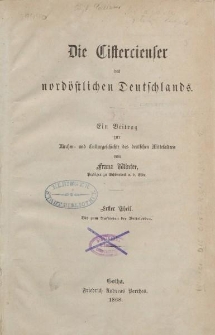 Die Cistercienser
des
nordöstlichen Deutschlands.
Ein Beitrag
zur
Kirchen- und Culturgeschichte des deutschen Mittelalters
von
Franz Winter,
Erster Theil.
Gotha.
Friedrich Andreas Perthes.
1868.